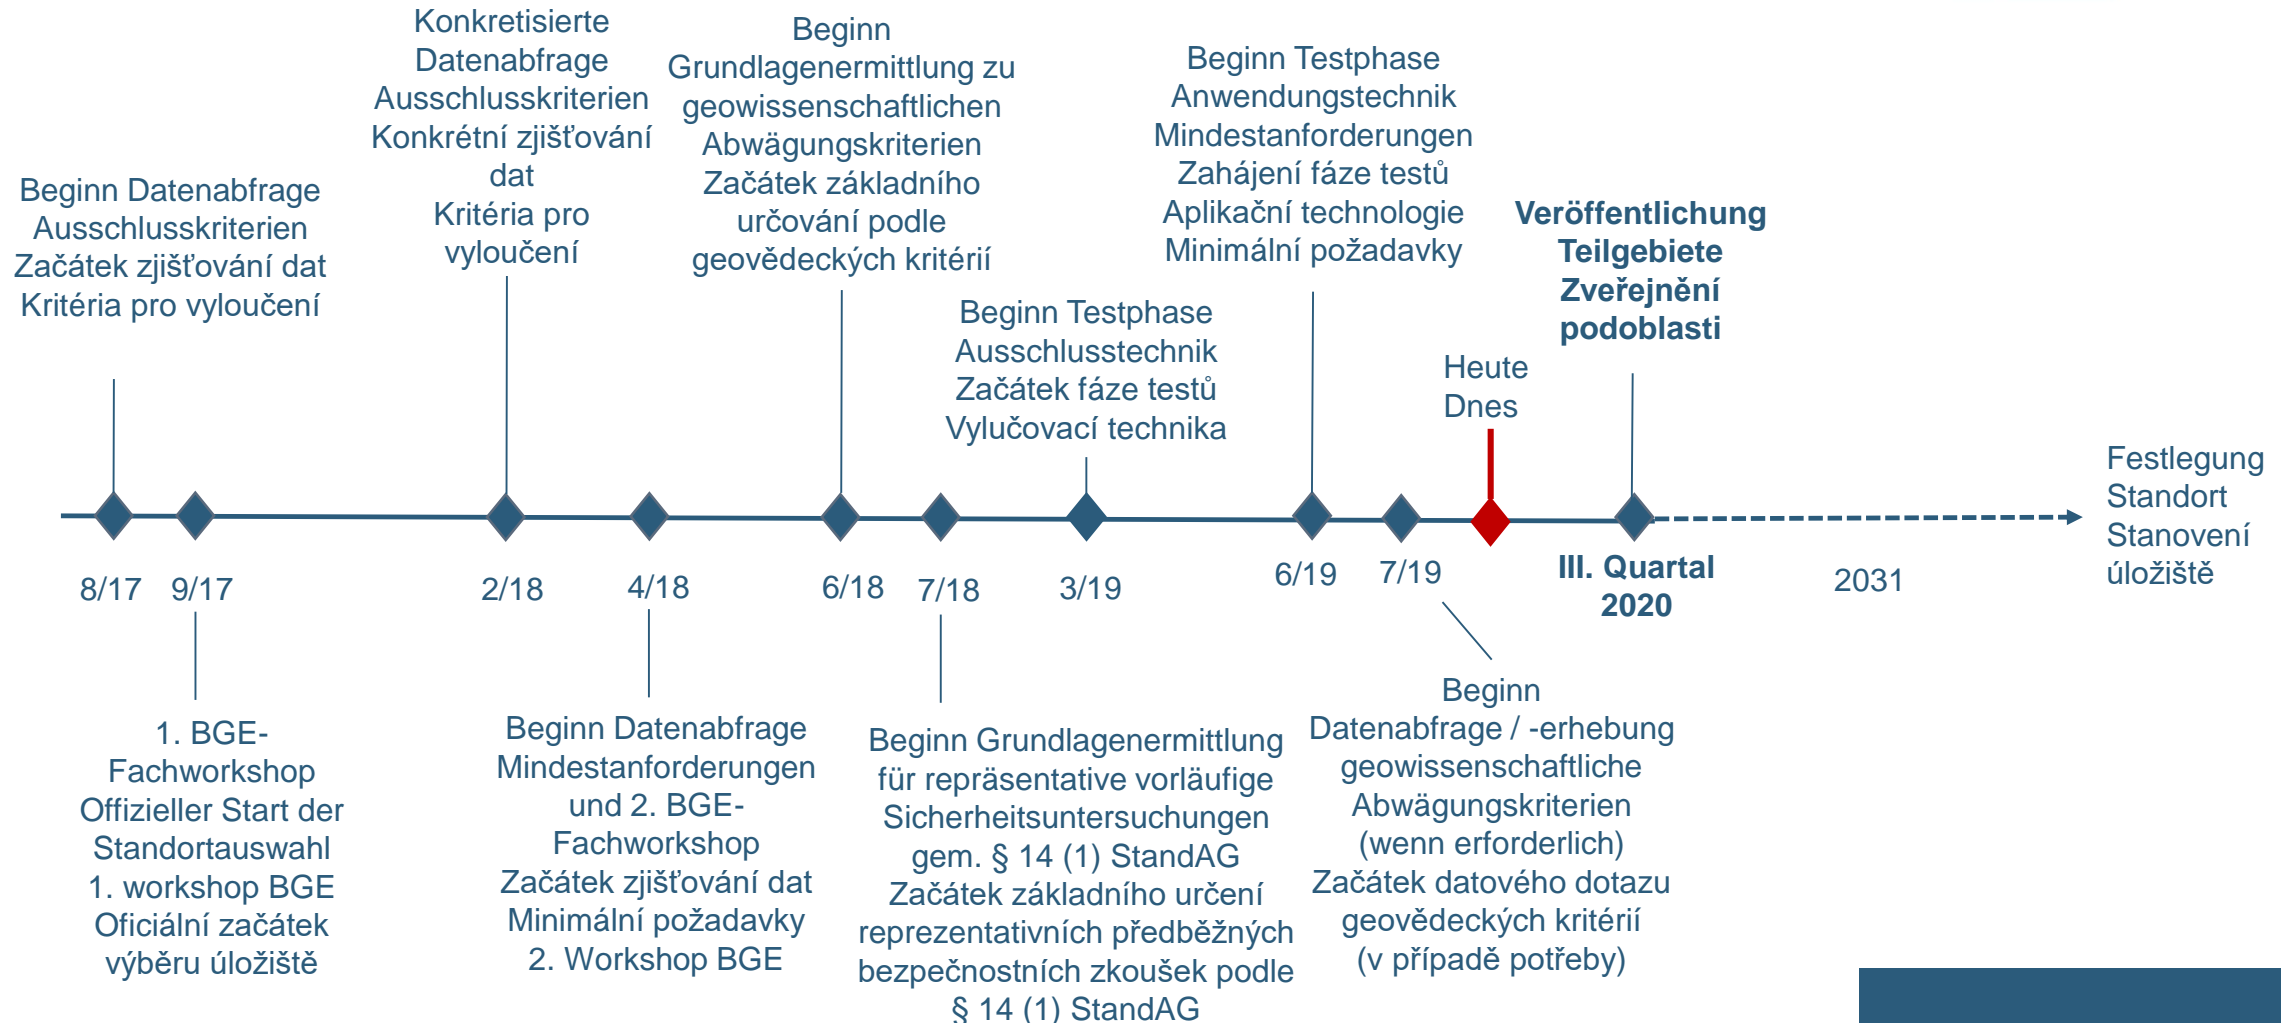 Beginn Datenabfrage
Ausschlusskriterien
Začátek zjišťování dat
Kritéria pro vyloučení
Konkretisierte
Datenabfrage
Ausschlusskriterien
Konkrétní zjišťování
dat
Kritéria pro
vyloučení
Beginn
Grundlagenermittlung zu
geowissenschaftlichen
Abwägungskriterien
Začátek základního
určování podle
geovědeckých kritérií
Beginn Testphase
Ausschlusstechnik
Začátek fáze testů
Vylučovací technika
Beginn Testphase
Anwendungstechnik
Mindestanforderungen
Zahájení fáze testů
Aplikační technologie
Minimální požadavky
Heute
Dnes
Veröffentlichung
Teilgebiete
Zveřejnění
podoblasti
Festlegung
Standort
Stanovení
úložiště
8/17
9/17
2/18
4/18
6/18
7/18
3/19
6/19
7/19
III. Quartal
2020
2031
1. BGE-
Fachworkshop
Offizieller Start der
Standortauswahl
1. workshop BGE
Oficiální začátek
výběru úložiště
Beginn Datenabfrage
Mindestanforderungen
und 2. BGE-
Fachworkshop
Začátek zjišťování dat
Minimální požadavky
2. Workshop BGE
Beginn Grundlagenermittlung
für repräsentative vorläufige
Sicherheitsuntersuchungen
gem. § 14 (1) StandAG
Začátek základního určení
reprezentativních předběžných
bezpečnostních zkoušek podle
§ 14 (1) StandAG
Beginn
Datenabfrage / -erhebung
geowissenschaftliche
Abwägungskriterien
(wenn erforderlich)
Začátek datového dotazu
geovědeckých kritérií
(v případě potřeby)